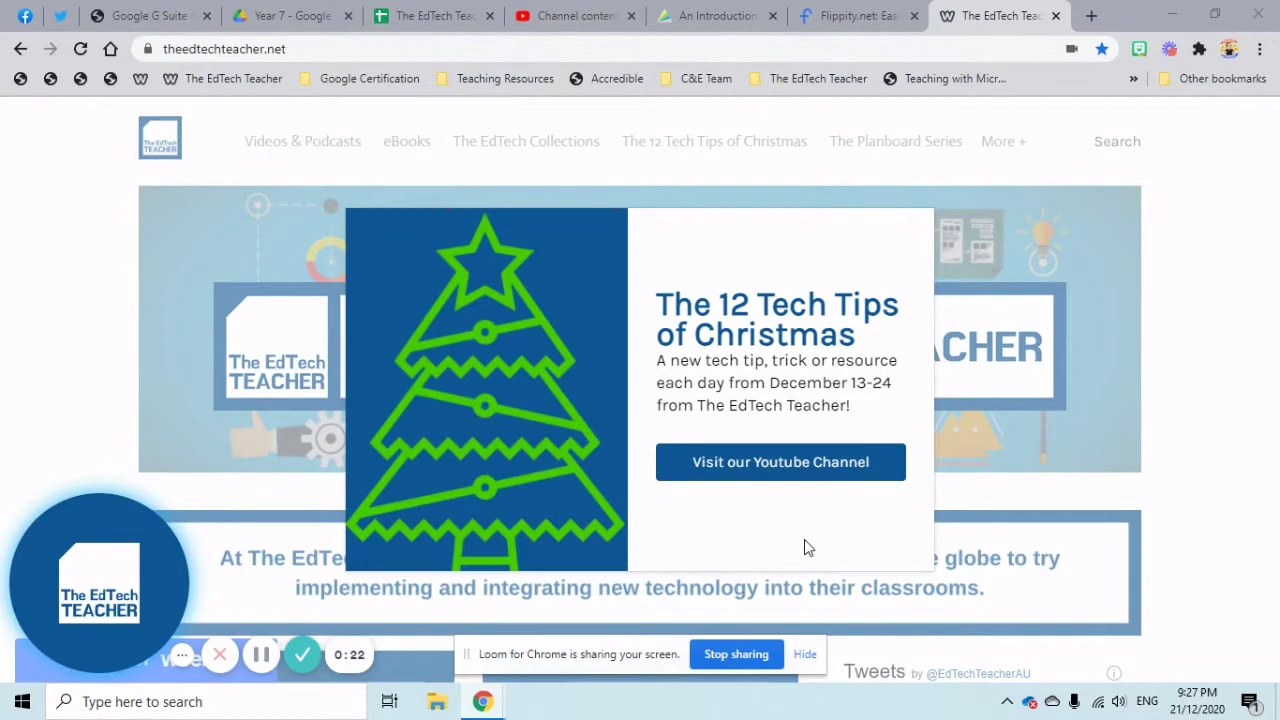 Google G Suite
Year 7 - Google
The EdTech Teac
Channel content
An Introduction
Flippity.net: Eas
The EdTech Teac
theedtechteacher.net
The EdTech Teacher
Google Certification
Teaching Resources
Accredible
C&E Team
The EdTech Teacher
Teaching with Micr...
»
Other bookmarks
The EdTech
TEACHER
Videos & Podcasts
eBooks
The EdTech Collections
The 12 Tech Tips of Christmas
The Planboard Series
More +
Search
The EdTech
TEACHER
ACHER
The 12 Tech Tips
of Christmas
A new tech tip, trick or resource
each day from December 13-24
from The EdTech Teacher!
Visit our Youtube Channel
At The EdT
e globe to try
implementing and integrating new technology into their classrooms.
The EdTech
TEACHER
0:22
Loom for Chrome is sharing your screen.
Stop sharing
Hide
Tweets by @EdTechTeacherAU
Type here to search
ENG
9:27 PM
21/12/2020
1